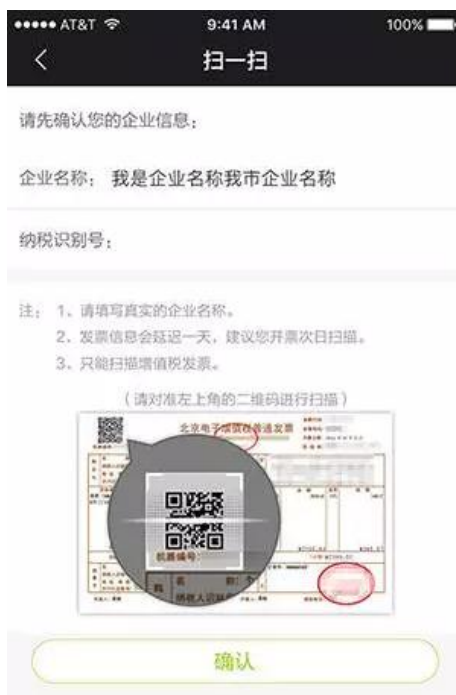 AT&T 9:41 AM 100%
扫一扫
请先确认您的企业信息：
企业名称： 我是企业名称我市企业名称
纳税识别号：
注： 1、请填写真实的企业名称。
2、发票信息会延迟一天，建议您开票次日扫描。
3、只能扫描增值税发票。
（请对准左上角的二维码进行扫描）
北京电子增值税普通发票
机器编号：
确认